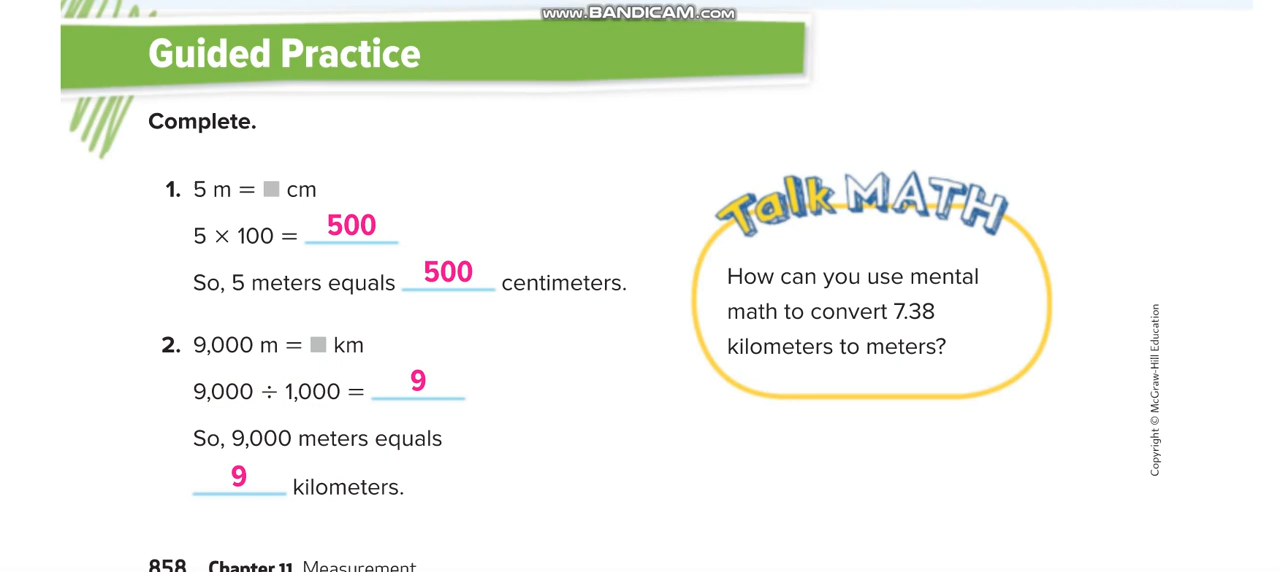 www.BANDICAM.com
Guided Practice
Complete.
1. 5 m = ■ cm
5 × 100 = 500
So, 5 meters equals 500 centimeters.
2. 9,000 m = ■ km
9,000 ÷ 1,000 = 9
So, 9,000 meters equals
9 kilometers.
Talk MATH
How can you use mental
math to convert 7.38
kilometers to meters?
Copyright © McGraw-Hill Education
858 Chapter 11 Measurement